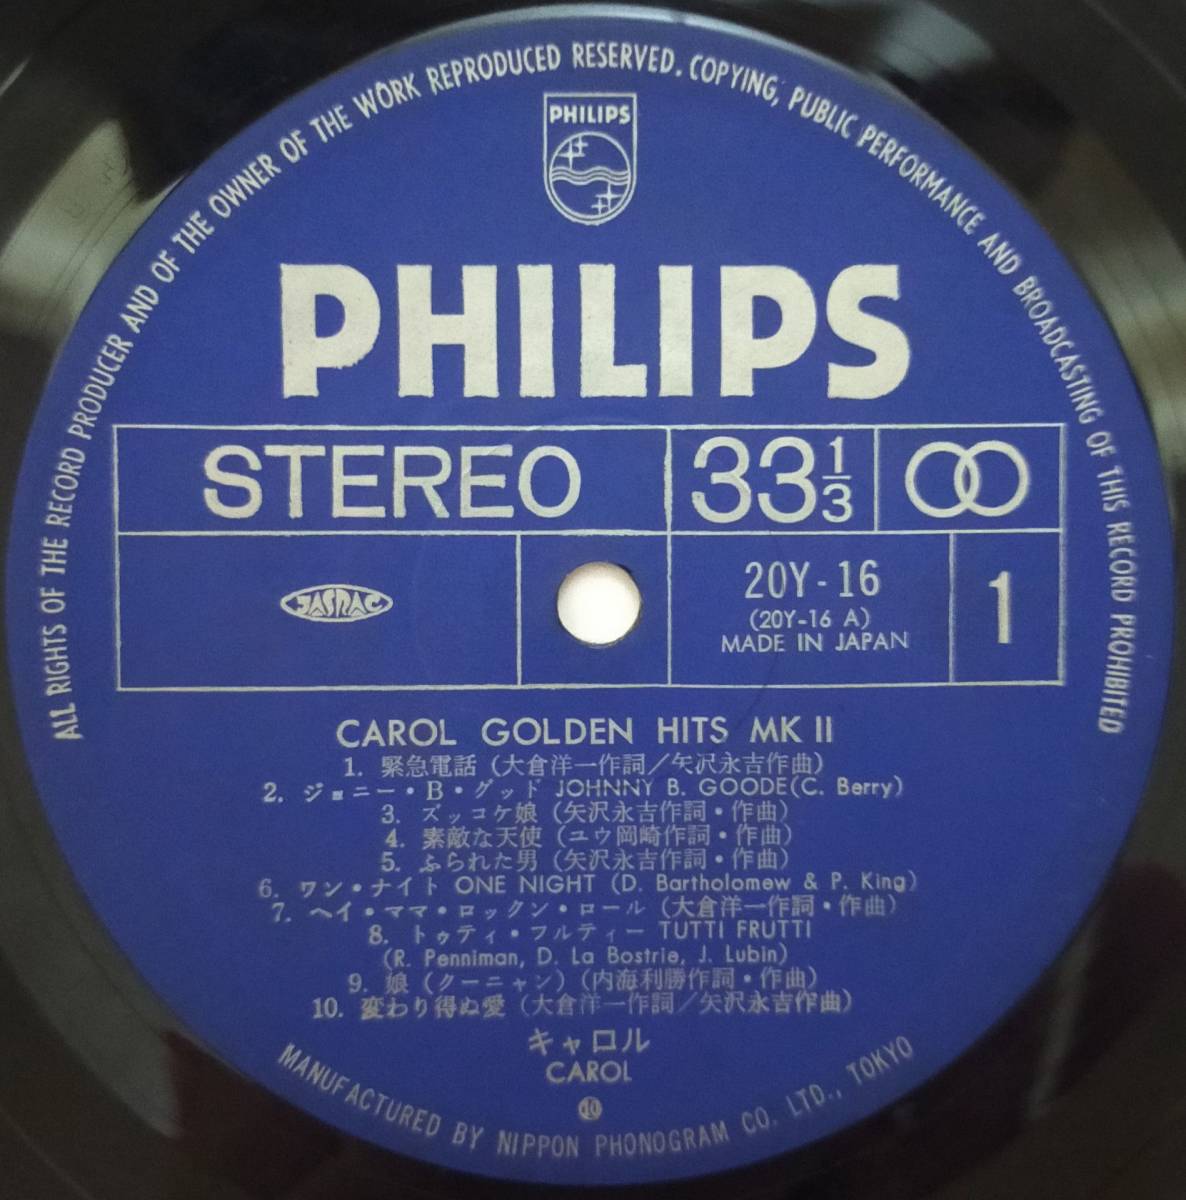 ALL RIGHTS OF THE RECORD PRODUCER AND OF THE OWNER OF THE WORK REPRODUCED RESERVED. COPYING, PUBLIC PERFORMANCE AND BROADCASTING OF THIS RECORD PROHIBITED
PHILIPS
PHILIPS
STEREO 33 1/3
JASRAC
20Y-16
(20Y-16 A)
MADE IN JAPAN
1
CAROL GOLDEN HITS MK II
1. 緊急電話 (大倉洋一作詞/矢沢永吉作曲)
2. ジョニー・B・グッド JOHNNY B. GOODE(C. Berry)
3. ズッコケ娘 (矢沢永吉作詞・作曲)
4. 素敵な天使 (ユウ岡崎作詞・作曲)
5. ふられた男 (矢沢永吉作詞・作曲)
6. ワン・ナイト ONE NIGHT (D. Bartholomew & P. King)
7. ヘイ・ママ・ロックン・ロール (大倉洋一作詞・作曲)
8. トゥティ・フルティー TUTTI FRUTTI
(R. Penniman, D. La Bostrie, J. Lubin)
9. 娘 (クーニャン) (内海利勝作詞・作曲)
10. 変わり得ぬ愛 (大倉洋一作詞/矢沢永吉作曲)
キャロル
CAROL
10
MANUFACTURED BY NIPPON PHONOGRAM CO. LTD., TOKYO